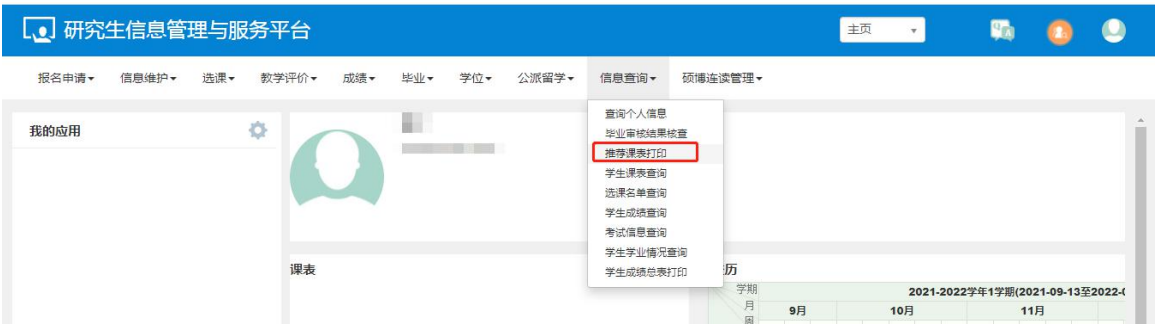 研究生信息管理与服务平台
主页
报名申请 信息维护 选课 教学评价 成绩 毕业 学位 公派留学 信息查询 硕博连读管理
我的应用
查询个人信息
毕业审核结果核查
推荐课表打印
学生课表查询
选课名单查询
学生成绩查询
考试信息查询
学生学业情况查询
学生成绩总表打印
课表
历
学期
2021-2022学年1学期(2021-09-13至2022-0
月
9月 10月 11月
周